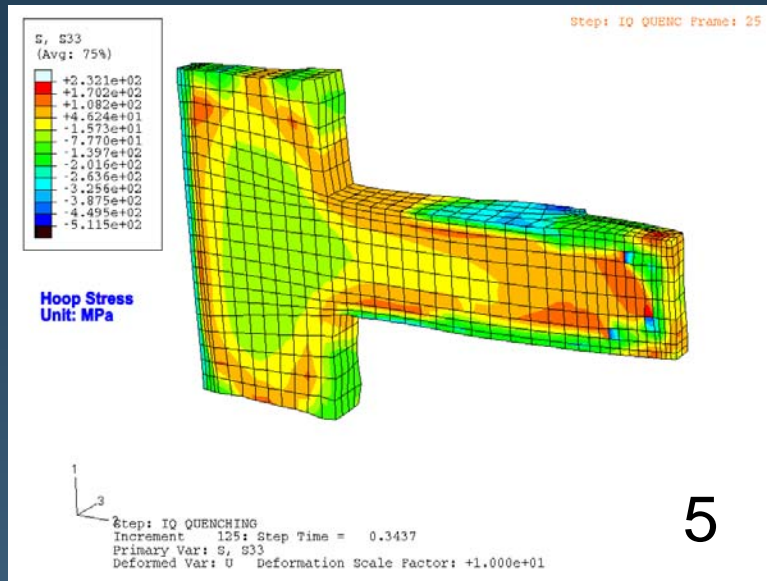 Step: IQ QUENC Frame: 25
S, S33
(Avg: 75%)
+2.321e+02
+1.702e+02
+1.082e+02
+4.624e+01
-1.573e+01
-7.770e+01
-1.397e+02
-2.016e+02
-2.636e+02
-3.256e+02
-3.875e+02
-4.495e+02
-5.115e+02
Hoop Stress
Unit: MPa
1
3
2
Step: IQ QUENCHING
Increment 125: Step Time = 0.3437
Primary Var: S, S33
Deformed Var: U Deformation Scale Factor: +1.000e+01
5